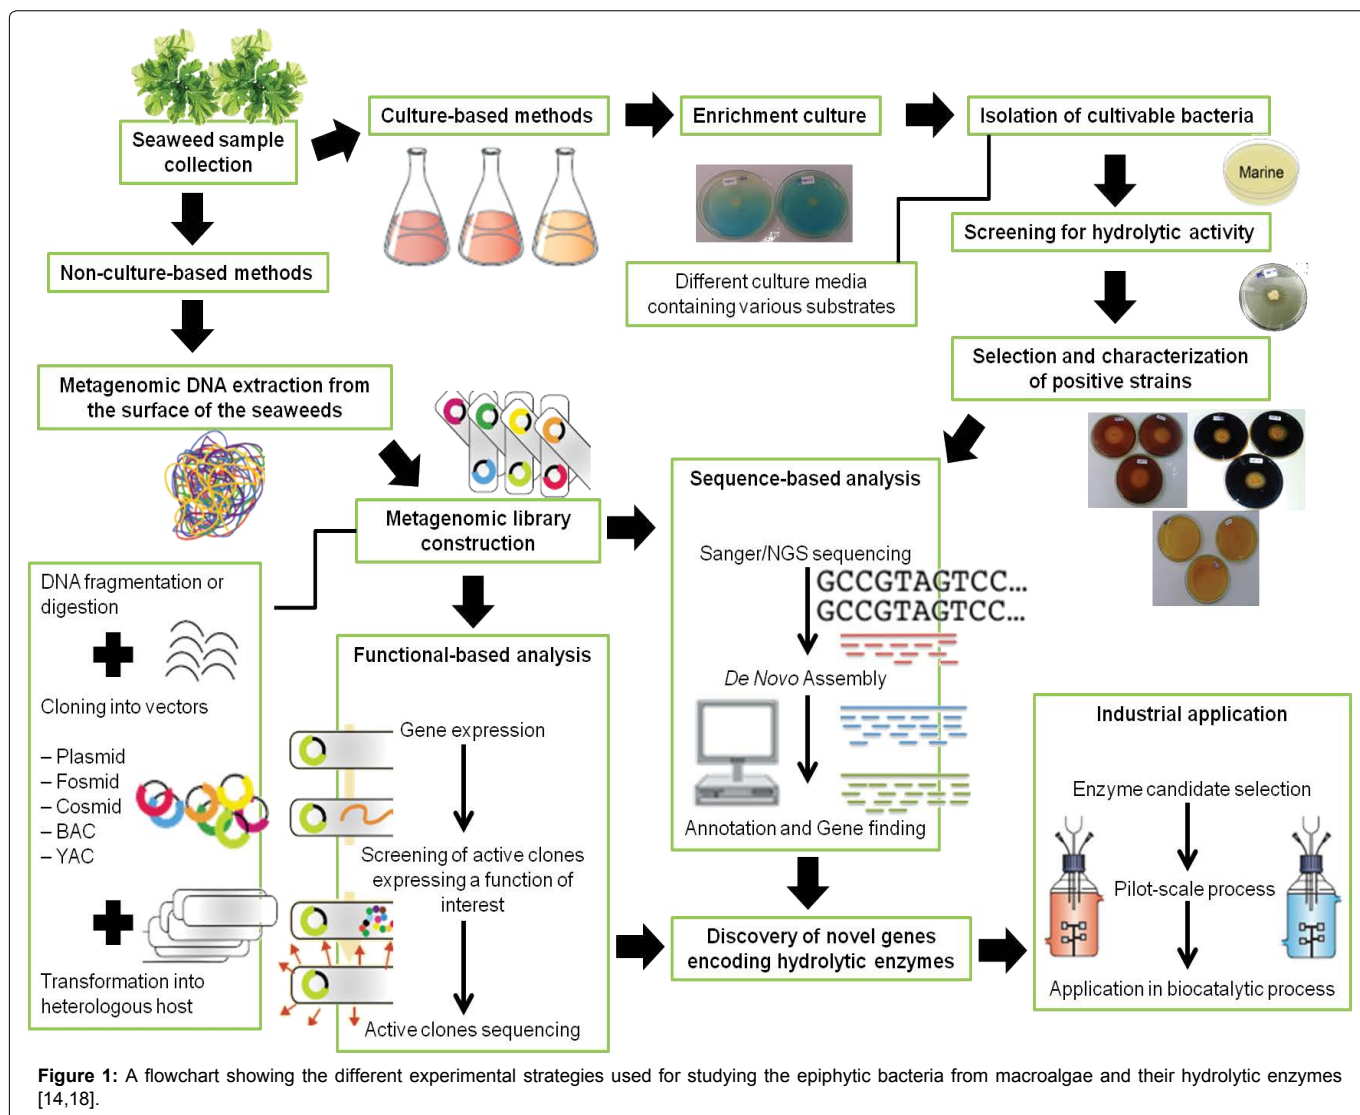 Seaweed sample
collection
Culture-based methods
Enrichment culture
Isolation of cultivable bacteria
Marine
Screening for hydrolytic activity
Different culture media
containing various substrates
Selection and characterization
of positive strains
Non-culture-based methods
Metagenomic DNA extraction from
the surface of the seaweeds
Metagenomic library
construction
DNA fragmentation or
digestion
Cloning into vectors
– Plasmid
– Fosmid
– Cosmid
– BAC
– YAC
Transformation into
heterologous host
Functional-based analysis
Gene expression
Screening of active clones
expressing a function of
interest
Active clones sequencing
Sequence-based analysis
Sanger/NGS sequencing
GCCGTAGTCC...
GCCGTAGTCC...
De Novo Assembly
Annotation and Gene finding
Discovery of novel genes
encoding hydrolytic enzymes
Industrial application
Enzyme candidate selection
Pilot-scale process
Application in biocatalytic process
Figure 1: A flowchart showing the different experimental strategies used for studying the epiphytic bacteria from macroalgae and their hydrolytic enzymes
[14,18].